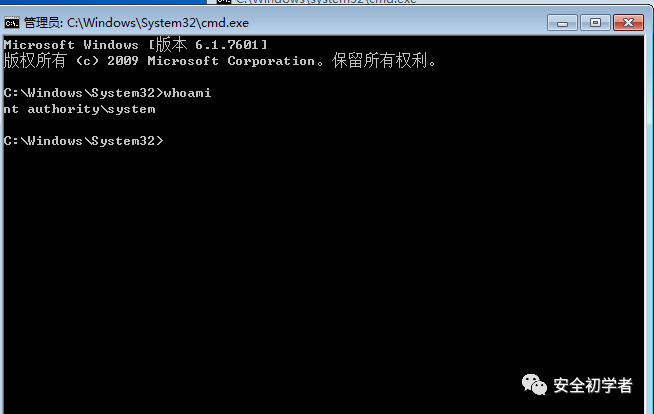 C:\Windows\system32\cmd.exe
管理员: C:\Windows\System32\cmd.exe
Microsoft Windows [版本 6.1.7601]
版权所有 (c) 2009 Microsoft Corporation。保留所有权利。
C:\Windows\System32>whoami
nt authority\system
C:\Windows\System32>
安全初学者